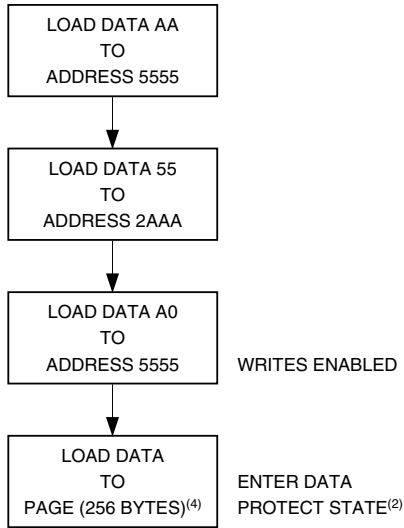 LOAD DATA AA
TO
ADDRESS 5555
LOAD DATA 55
TO
ADDRESS 2AAA
LOAD DATA A0
TO
ADDRESS 5555
WRITES ENABLED
LOAD DATA
TO
PAGE (256 BYTES)(4)
ENTER DATA
PROTECT STATE(2)